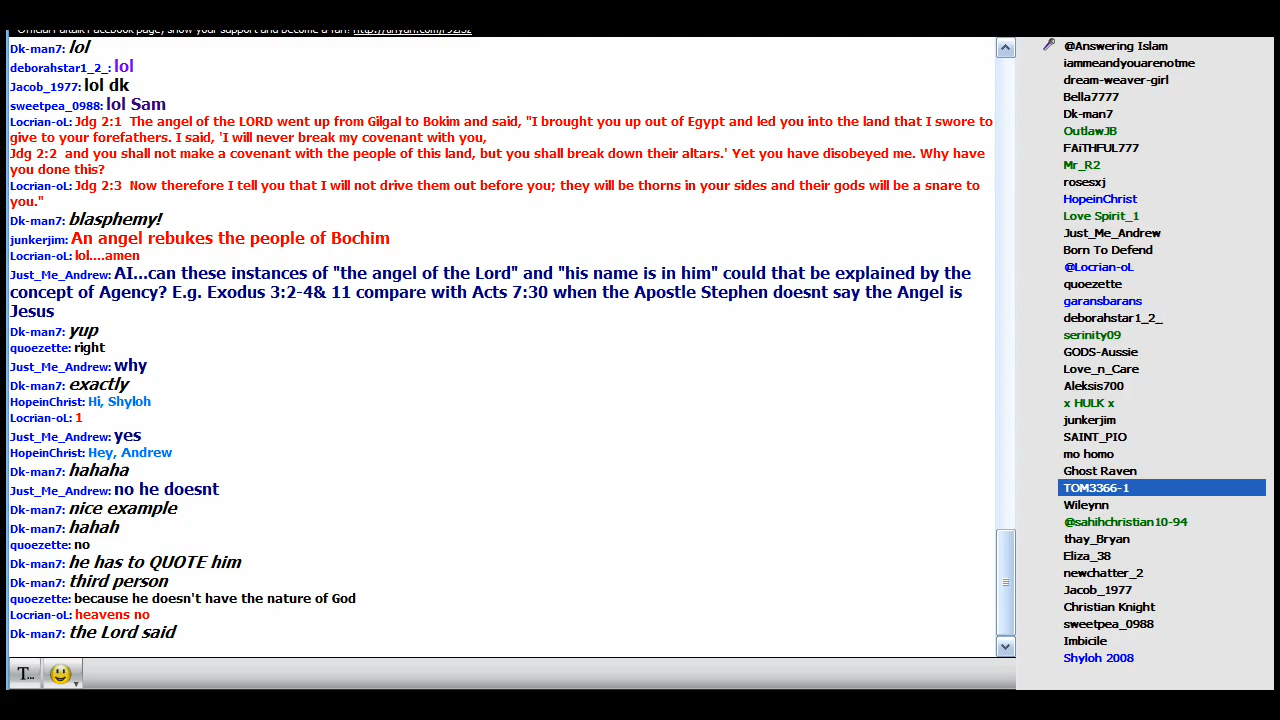 Official Paltalk Facebook page, show your support and become a fan!
Dk-man7: lol
deborahstar1_2_: lol
Jacob_1977: lol dk
sweetpea_0988: lol Sam
Locrian-oL: Jdg 2:1  The angel of the LORD went up from Gilgal to Bokim and said, "I brought you up out of Egypt and led you into the land that I swore to
give to your forefathers. I said, 'I will never break my covenant with you,
Jdg 2:2  and you shall not make a covenant with the people of this land, but you shall break down their altars.' Yet you have disobeyed me. Why have
you done this?
Locrian-oL: Jdg 2:3  Now therefore I tell you that I will not drive them out before you; they will be thorns in your sides and their gods will be a snare to
you."
Dk-man7: blasphemy!
junkerjim: An angel rebukes the people of Bochim
Locrian-oL: lol....amen
Just_Me_Andrew: AI...can these instances of "the angel of the Lord" and "his name is in him" could that be explained by the
concept of Agency? E.g. Exodus 3:2-4& 11 compare with Acts 7:30 when the Apostle Stephen doesnt say the Angel is
Jesus
Dk-man7: yup
quoezette: right
Just_Me_Andrew: why
Dk-man7: exactly
HopeinChrist: Hi, Shyloh
Locrian-oL: 1
Just_Me_Andrew: yes
HopeinChrist: Hey, Andrew
Dk-man7: hahaha
Just_Me_Andrew: no he doesnt
Dk-man7: nice example
Dk-man7: hahah
quoezette: no
Dk-man7: he has to QUOTE him
Dk-man7: third person
quoezette: because he doesn't have the nature of God
Locrian-oL: heavens no
Dk-man7: the Lord said
T...
@Answering Islam
iammeandyouarenotme
dream-weaver-girl
Bella7777
Dk-man7
OutlawJB
FAiTHFUL777
Mr_R2
rosesxj
HopeinChrist
Love Spirit_1
Just_Me_Andrew
Born To Defend
@Locrian-oL
quoezette
garansbarans
deborahstar1_2_
serinity09
GODS-Aussie
Love_n_Care
Aleksis700
x HULK x
junkerjim
SAINT_PIO
mo homo
Ghost Raven
TOM3366-1
Wileynn
@sahihchristian10-94
thay_Bryan
Eliza_38
newchatter_2
Jacob_1977
Christian Knight
sweetpea_0988
Imbicile
Shyloh 2008